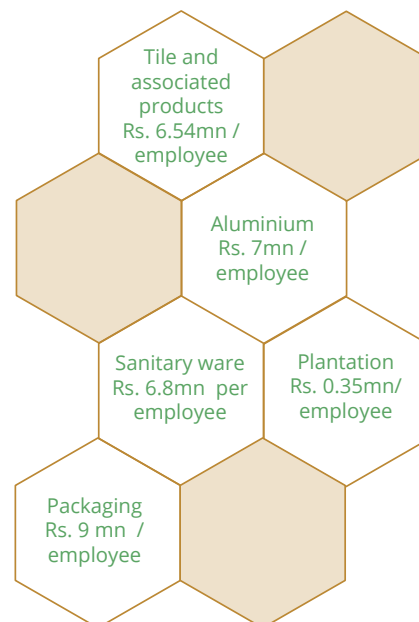 Tile and
associated
products
Rs. 6.54mn /
employee
Aluminium
Rs. 7mn /
employee
Sanitary ware
Rs. 6.8mn per
employee
Plantation
Rs. 0.35mn/
employee
Packaging
Rs. 9 mn /
employee